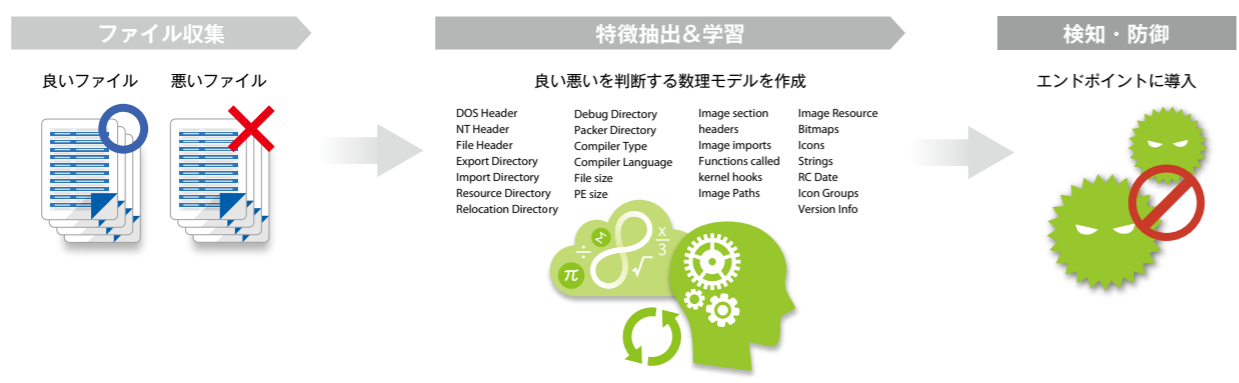 ファイル収集
良いファイル
悪いファイル
特徴抽出&学習
良い悪いを判断する数理モデルを作成
DOS Header
NT Header
File Header
Export Directory
Import Directory
Resource Directory
Relocation Directory
Debug Directory
Packer Directory
Compiler Type
Compiler Language
File size
PE size
Image section
headers
Image imports
Functions called
kernel hooks
Image Paths
Image Resource
Bitmaps
Icons
Strings
RC Date
Icon Groups
Version Info
÷
Σ
π
√
x
3
検知・防御
エンドポイントに導入